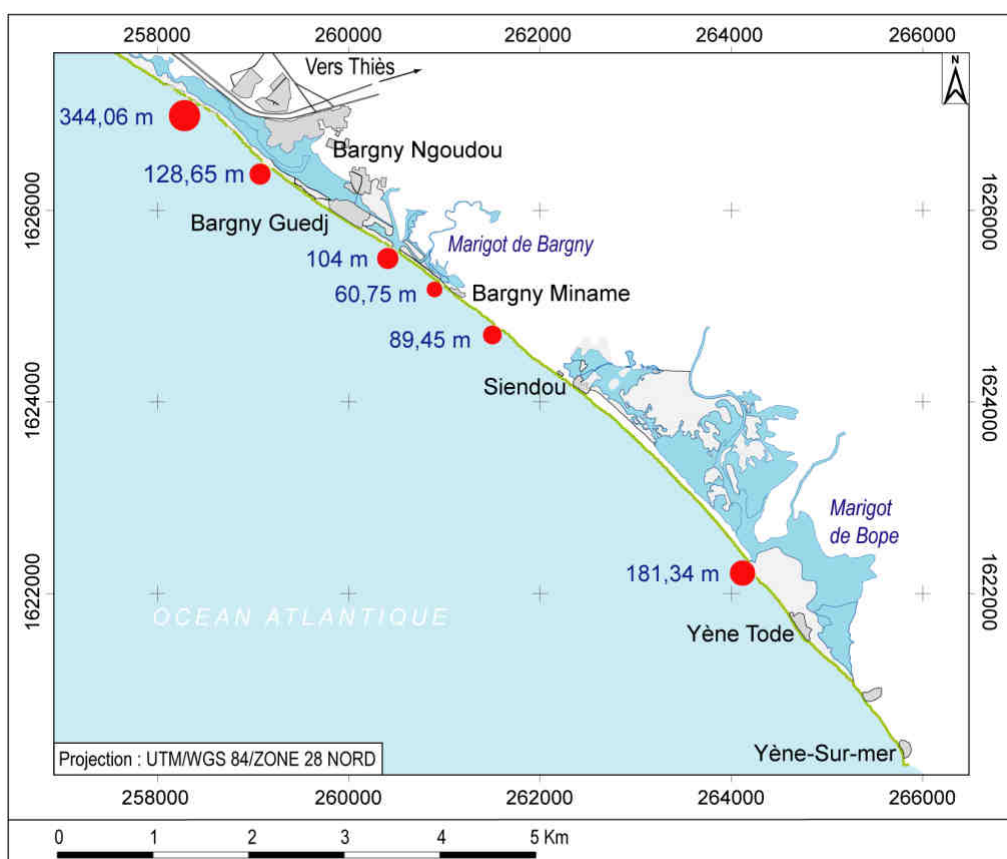 258000
260000
262000
264000
266000
N
Vers Thiès
344,06 m
Bargny Ngoudou
128,65 m
1626000
1626000
Bargny Guedj
Marigot de Bargny
104 m
60,75 m
Bargny Miname
89,45 m
Siendou
1624000
1624000
Marigot
de Bope
181,34 m
1622000
1622000
OCEAN ATLANTIQUE
Yène Tode
Yène-Sur-mer
Projection : UTM/WGS 84/ZONE 28 NORD
258000
260000
262000
264000
266000
0 1 2 3 4 5 Km